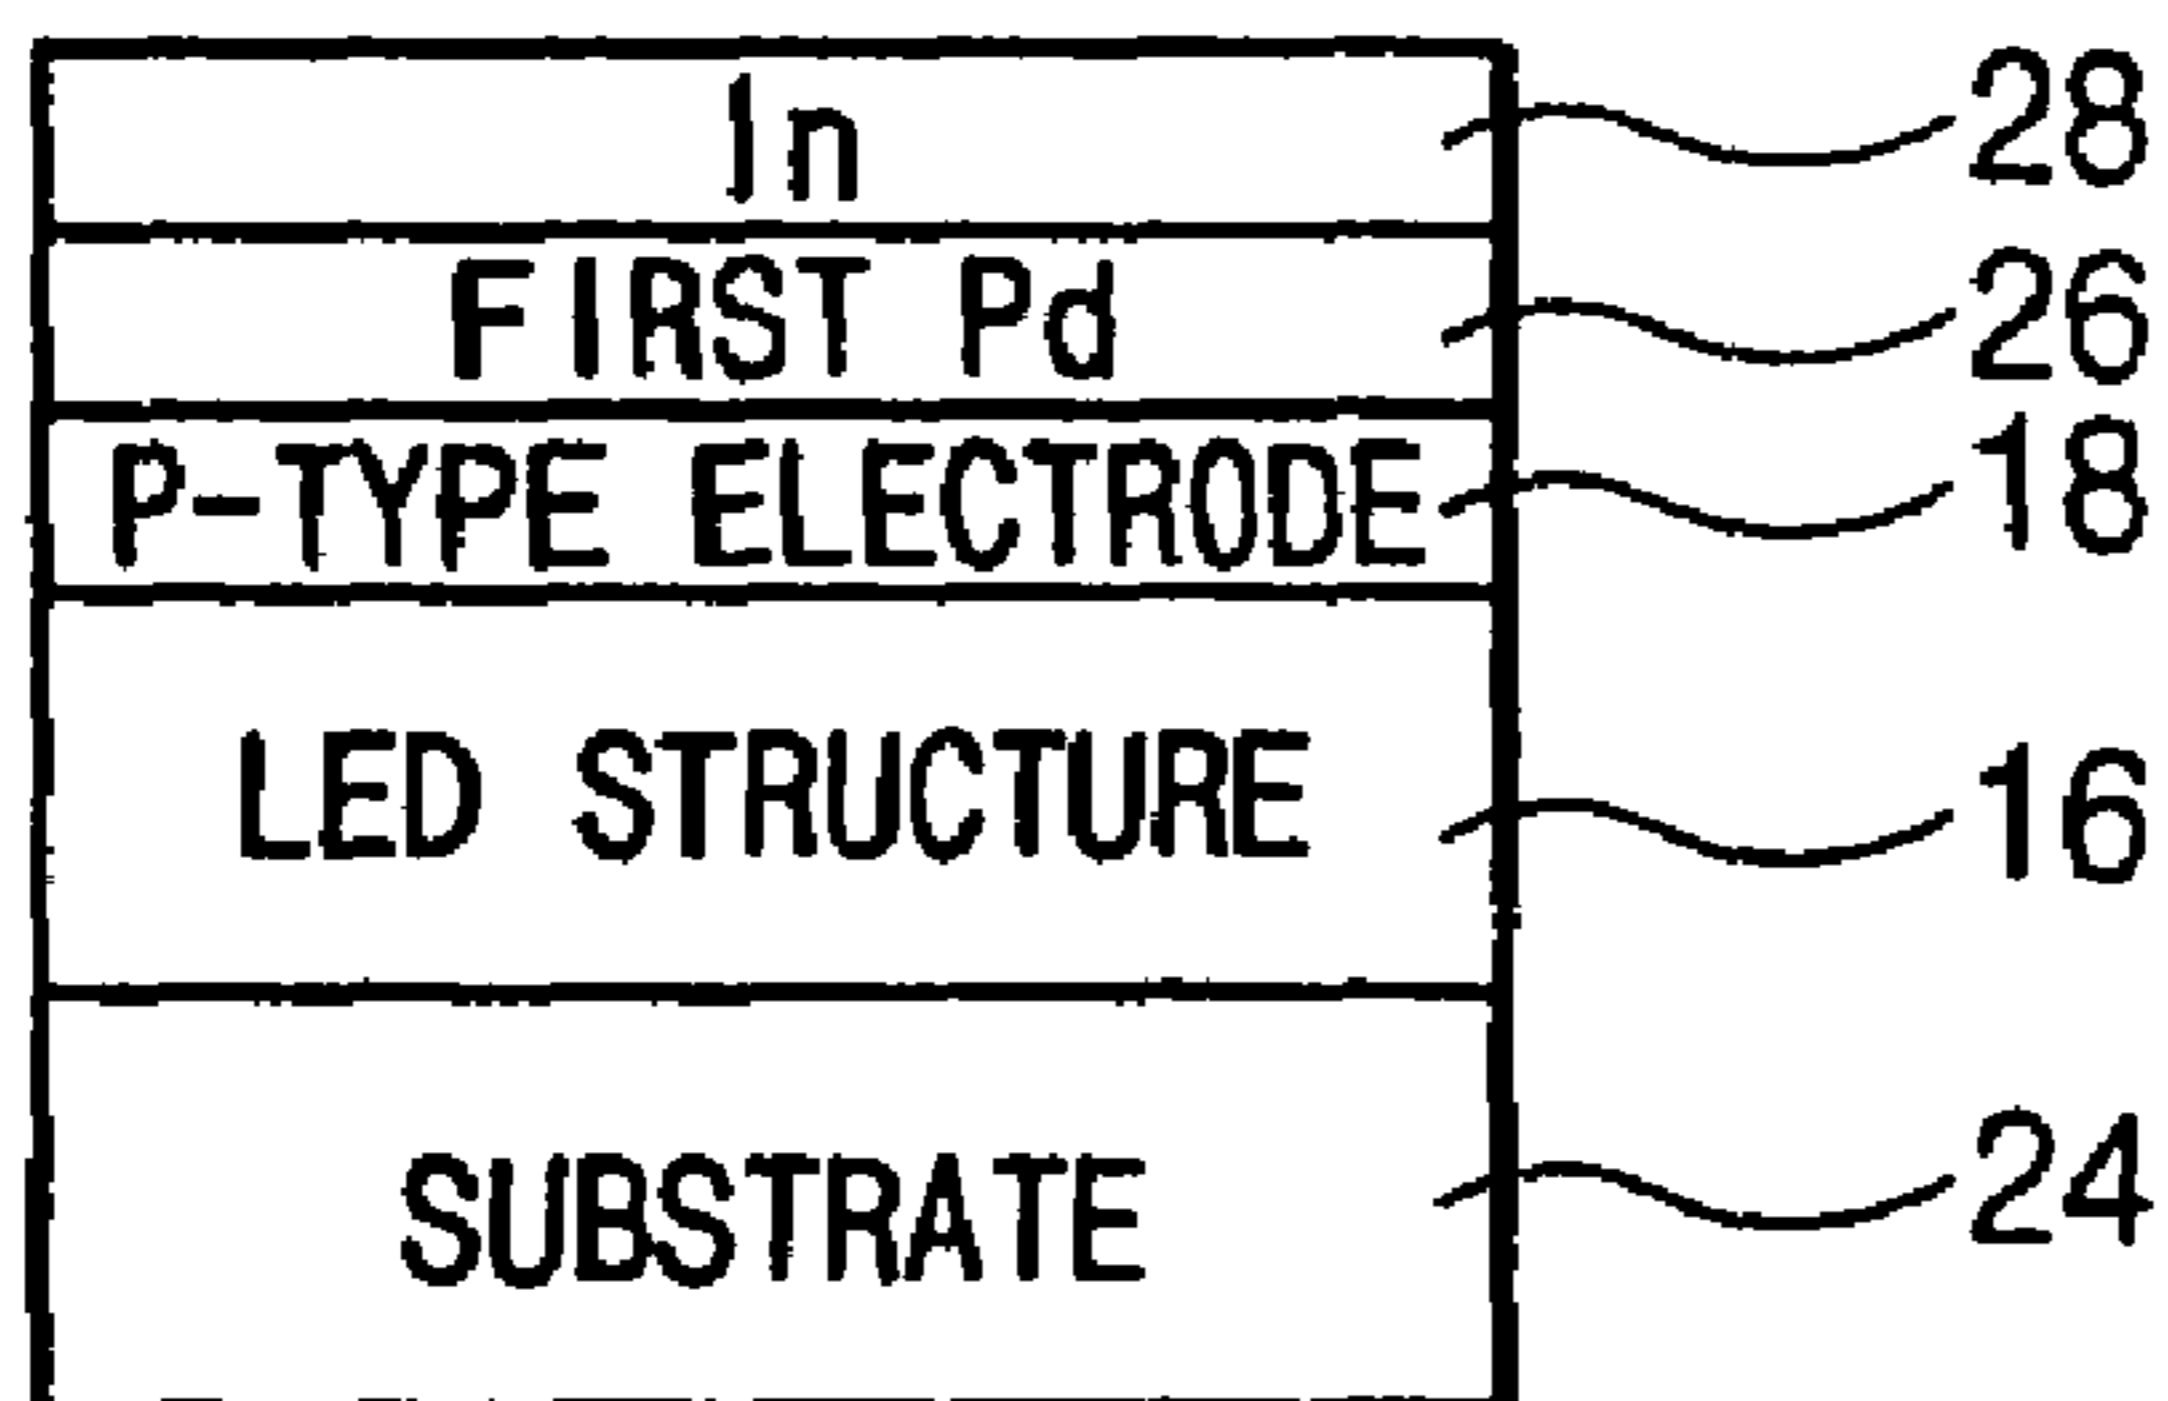 In 28
FIRST Pd 26
P-TYPE ELECTRODE 18
LED STRUCTURE 16
SUBSTRATE 24